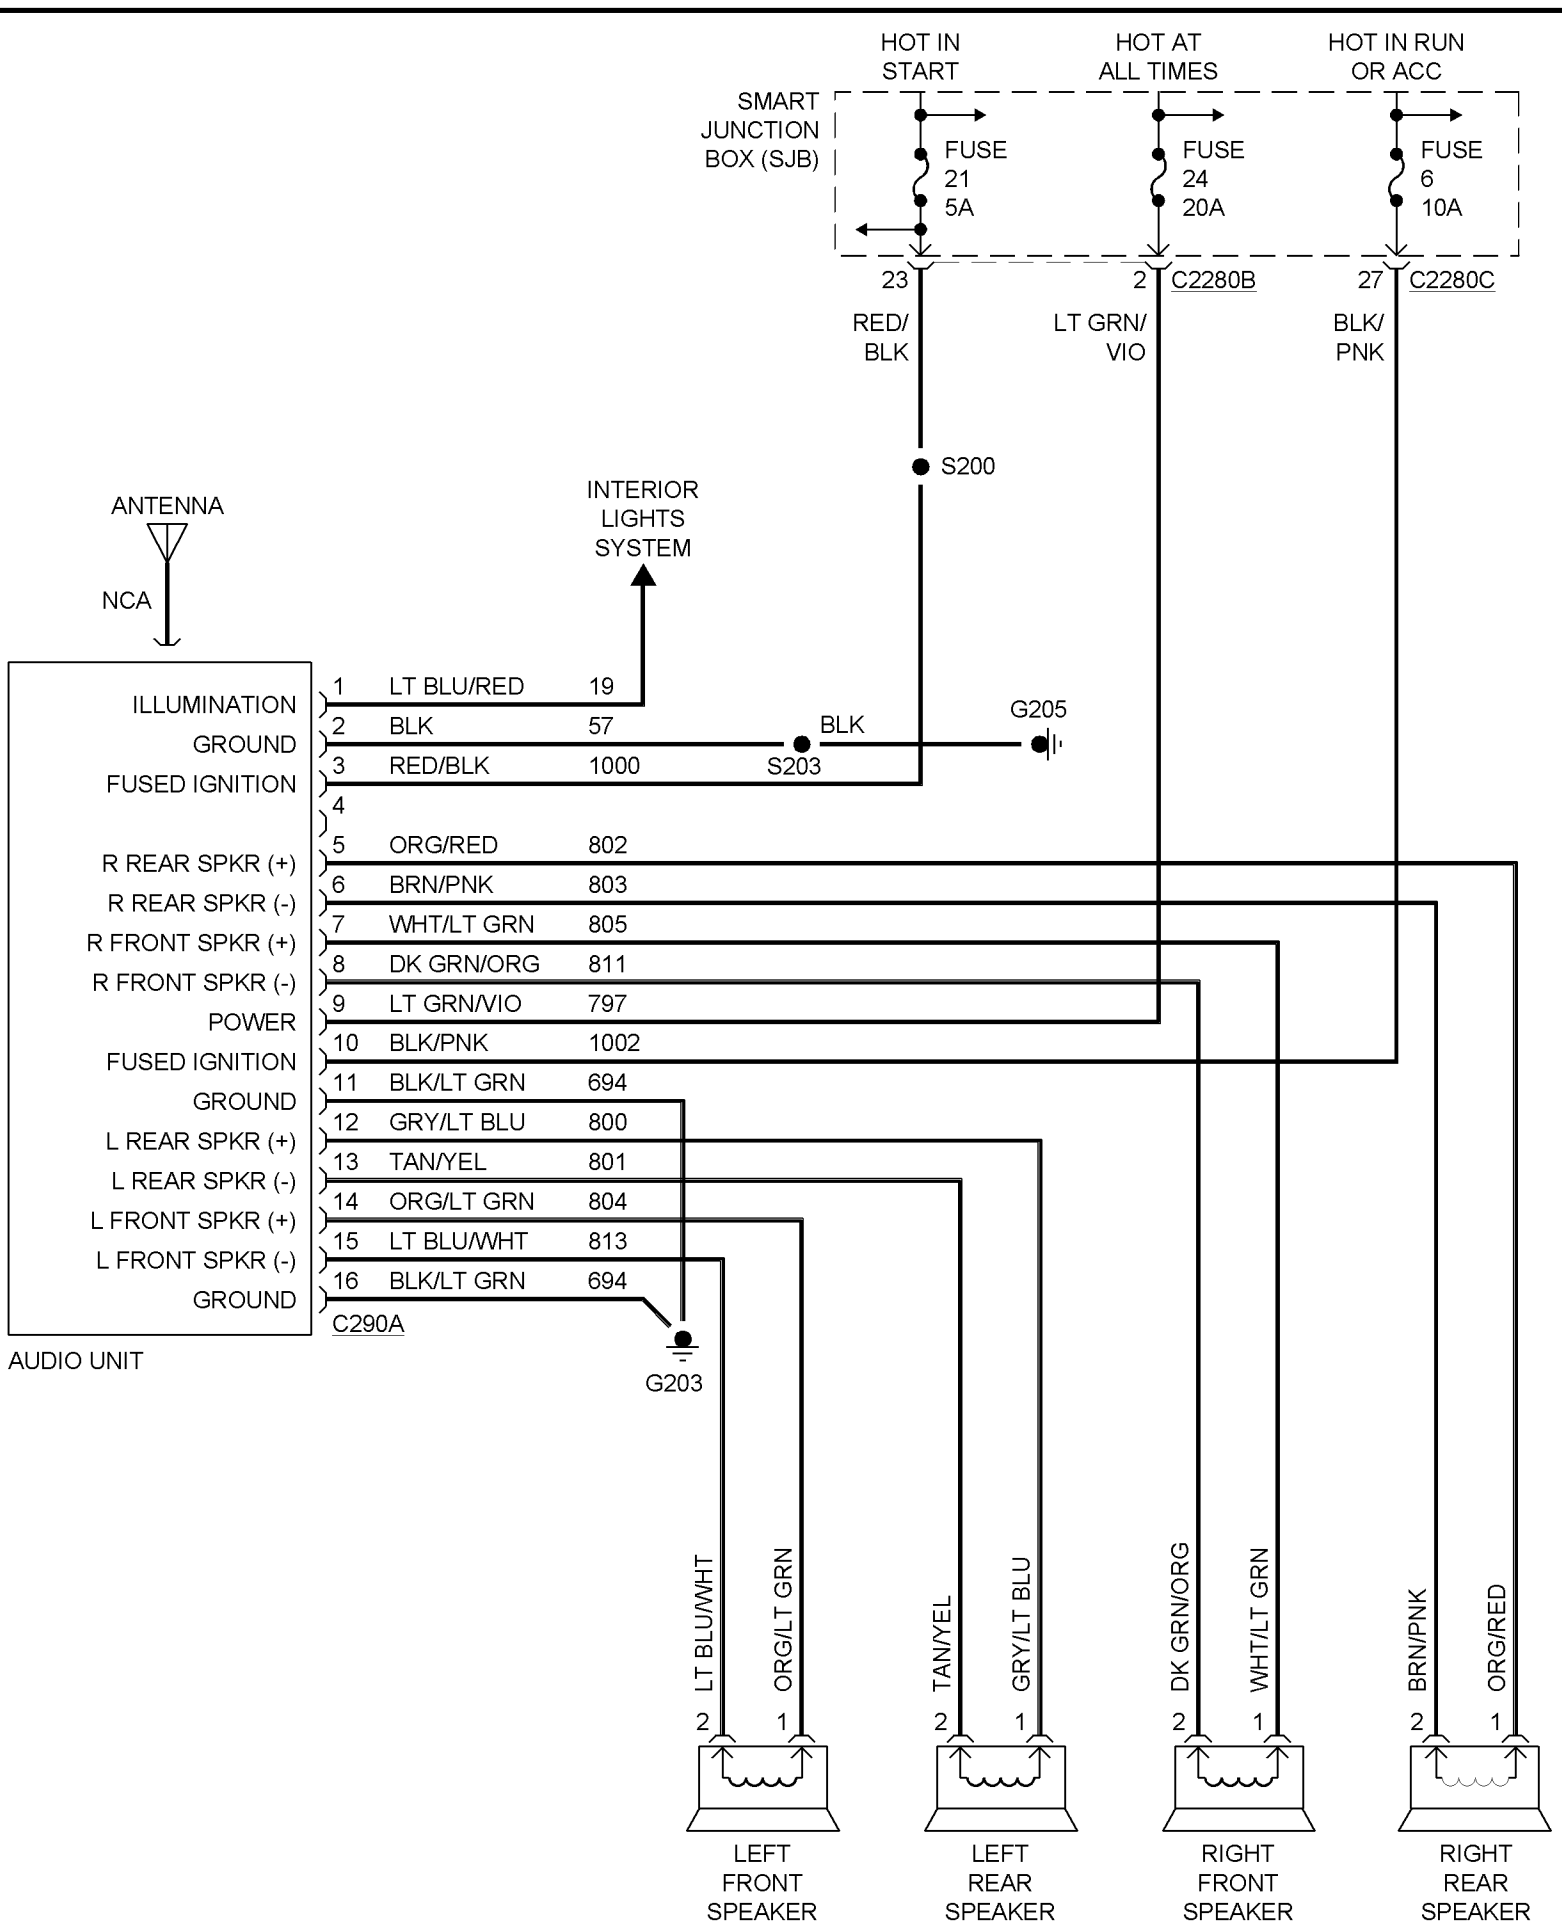 HOT IN
START
HOT AT
ALL TIMES
HOT IN RUN
OR ACC
SMART
JUNCTION
BOX (SJB)
FUSE
21
5A
FUSE
24
20A
FUSE
6
10A
23
2 C2280B
27 C2280C
RED/
BLK
LT GRN/
VIO
BLK/
PNK
S200
INTERIOR
LIGHTS
SYSTEM
ANTENNA
NCA
ILLUMINATION 1 LT BLU/RED 19
GROUND 2 BLK 57
S203
BLK
G205
FUSED IGNITION 3 RED/BLK 1000
4
R REAR SPKR (+) 5 ORG/RED 802
R REAR SPKR (-) 6 BRN/PNK 803
R FRONT SPKR (+) 7 WHT/LT GRN 805
R FRONT SPKR (-) 8 DK GRN/ORG 811
POWER 9 LT GRN/VIO 797
FUSED IGNITION 10 BLK/PNK 1002
GROUND 11 BLK/LT GRN 694
L REAR SPKR (+) 12 GRY/LT BLU 800
L REAR SPKR (-) 13 TAN/YEL 801
L FRONT SPKR (+) 14 ORG/LT GRN 804
L FRONT SPKR (-) 15 LT BLU/WHT 813
GROUND 16 BLK/LT GRN 694
C290A
AUDIO UNIT
G203
LT BLU/WHT
ORG/LT GRN
TAN/YEL
GRY/LT BLU
DK GRN/ORG
WHT/LT GRN
BRN/PNK
ORG/RED
2 1
2 1
2 1
2 1
LEFT
FRONT
SPEAKER
LEFT
REAR
SPEAKER
RIGHT
FRONT
SPEAKER
RIGHT
REAR
SPEAKER